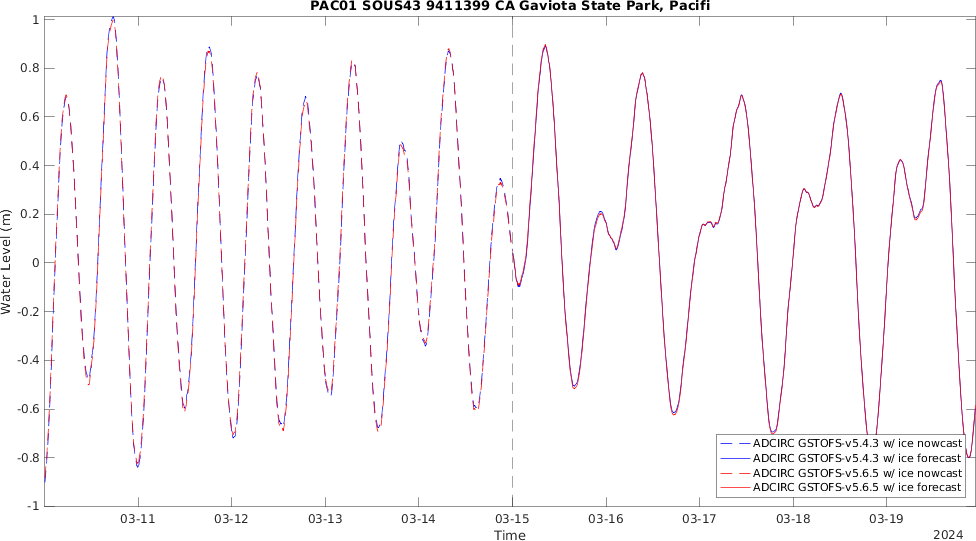 PAC01 SOUS43 9411399 CA Gaviota State Park, Pacifi
1
0.8
0.6
0.4
0.2
0
-0.2
-0.4
-0.6
-0.8
-1
Water Level (m)
ADCIRC GSTOFS-v5.4.3 w/ ice nowcast
ADCIRC GSTOFS-v5.4.3 w/ ice forecast
ADCIRC GSTOFS-v5.6.5 w/ ice nowcast
ADCIRC GSTOFS-v5.6.5 w/ ice forecast
03-11 03-12 03-13 03-14 03-15 03-16 03-17 03-18 03-19
Time
2024